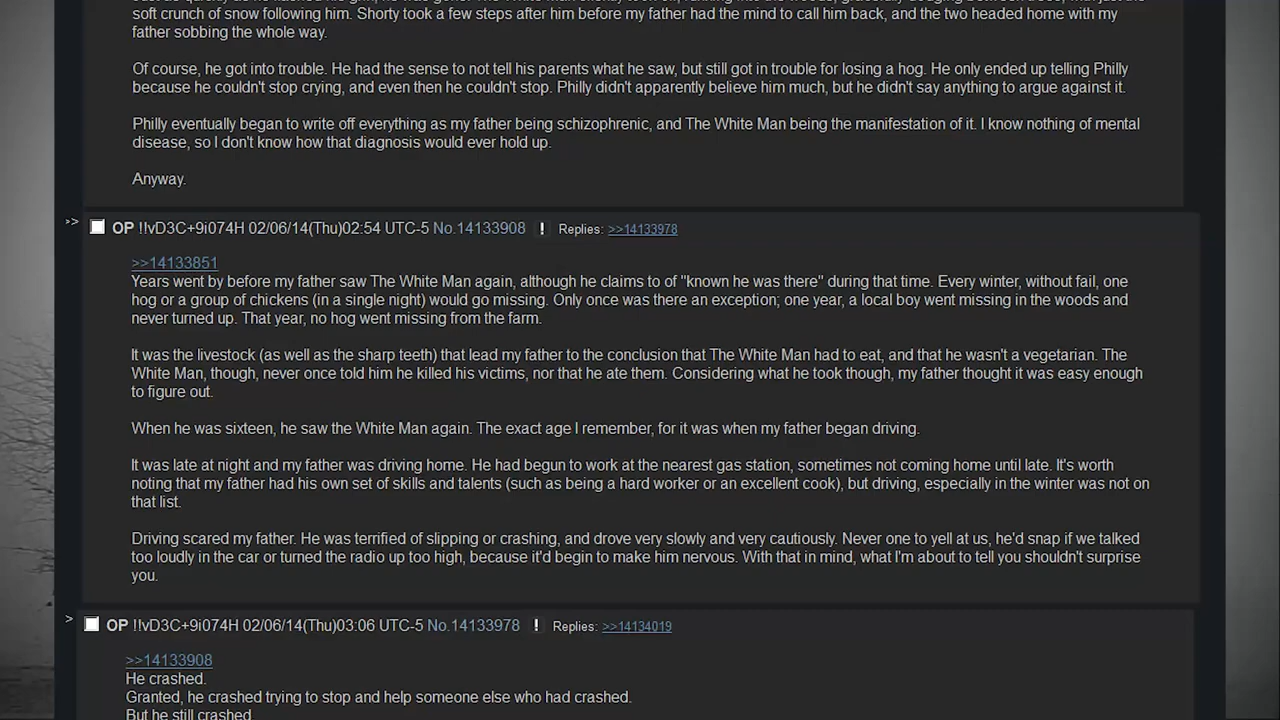 soft crunch of snow following him. Shorty took a few steps after him before my father had the mind to call him back, and the two headed home with my
father sobbing the whole way.
Of course, he got into trouble. He had the sense to not tell his parents what he saw, but still got in trouble for losing a hog. He only ended up telling Philly
because he couldn't stop crying, and even then he couldn't stop. Philly didn't apparently believe him much, but he didn't say anything to argue against it.
Philly eventually began to write off everything as my father being schizophrenic, and The White Man being the manifestation of it. I know nothing of mental
disease, so I don't know how that diagnosis would ever hold up.
Anyway.
>> OP !!vD3C+9i074H 02/06/14(Thu)02:54 UTC-5 No.14133908 ! Replies: >>14133978
>>14133851
Years went by before my father saw The White Man again, although he claims to of "known he was there" during that time. Every winter, without fail, one
hog or a group of chickens (in a single night) would go missing. Only once was there an exception; one year, a local boy went missing in the woods and
never turned up. That year, no hog went missing from the farm.
It was the livestock (as well as the sharp teeth) that lead my father to the conclusion that The White Man had to eat, and that he wasn't a vegetarian. The
White Man, though, never once told him he killed his victims, nor that he ate them. Considering what he took though, my father thought it was easy enough
to figure out.
When he was sixteen, he saw the White Man again. The exact age I remember, for it was when my father began driving.
It was late at night and my father was driving home. He had begun to work at the nearest gas station, sometimes not coming home until late. It's worth
noting that my father had his own set of skills and talents (such as being a hard worker or an excellent cook), but driving, especially in the winter was not on
that list.
Driving scared my father. He was terrified of slipping or crashing, and drove very slowly and very cautiously. Never one to yell at us, he'd snap if we talked
too loudly in the car or turned the radio up too high, because it'd begin to make him nervous. With that in mind, what I'm about to tell you shouldn't surprise
you.
> OP !!vD3C+9i074H 02/06/14(Thu)03:06 UTC-5 No.14133978 ! Replies: >>14134019
>>14133908
He crashed.
Granted, he crashed trying to stop and help someone else who had crashed.
But he still crashed